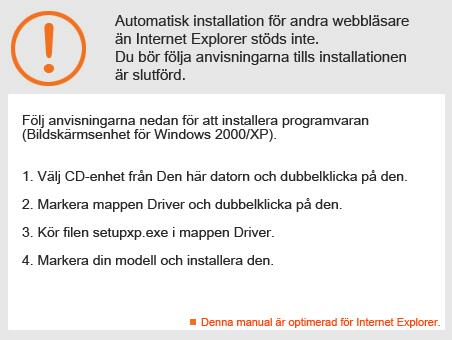 Automatisk installation för andra webbläsare
än Internet Explorer stöds inte.
Du bör följa anvisningarna tills installationen
är slutförd.
Följ anvisningarna nedan för att installera programvaran
(Bildskärmsenhet för Windows 2000/XP).
1. Välj CD-enhet från Den här datorn och dubbelklicka på den.
2. Markera mappen Driver och dubbelklicka på den.
3. Kör filen setupxp.exe i mappen Driver.
4. Markera din modell och installera den.
Denna manual är optimerad för Internet Explorer.